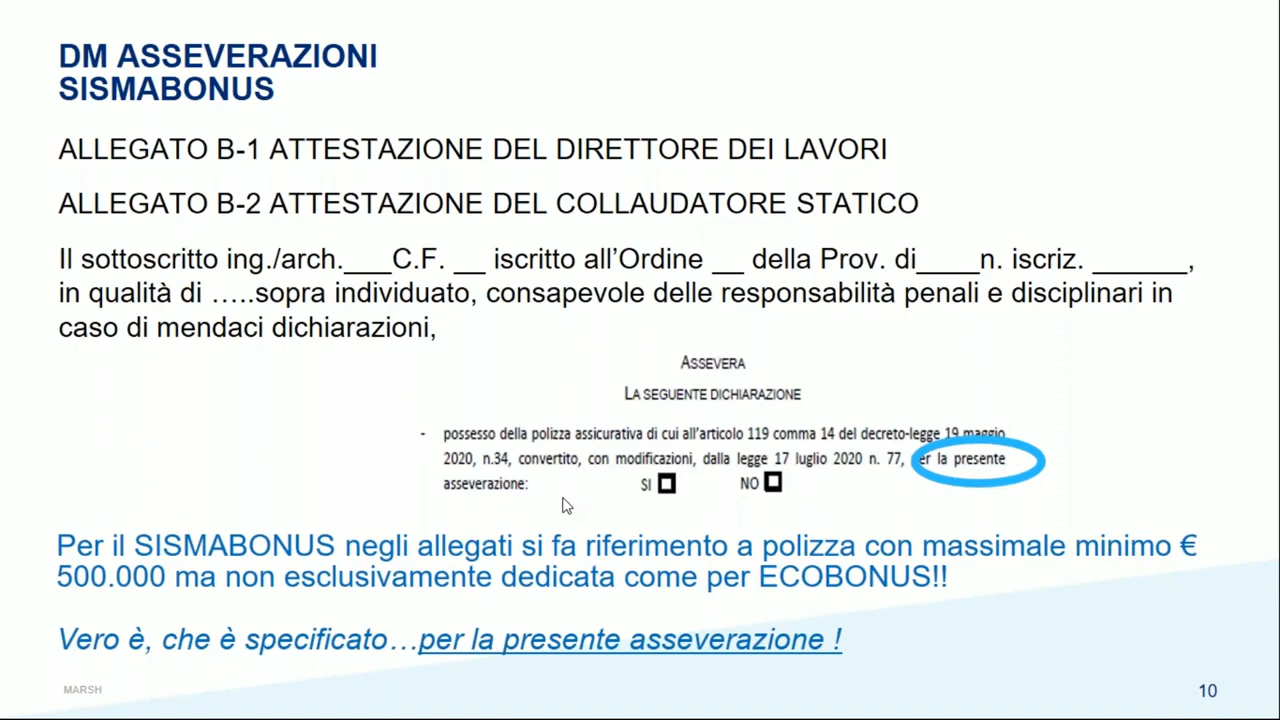 DM ASSEVERAZIONI
SISMABONUS
ALLEGATO B-1 ATTESTAZIONE DEL DIRETTORE DEI LAVORI
ALLEGATO B-2 ATTESTAZIONE DEL COLLAUDATORE STATICO
Il sottoscritto ing./arch.___C.F. __ iscritto all’Ordine __ della Prov. di____n. iscriz. ______,
in qualità di …..sopra individuato, consapevole delle responsabilità penali e disciplinari in
caso di mendaci dichiarazioni,
ASSEVERA
LA SEGUENTE DICHIARAZIONE
- possesso della polizza assicurativa di cui all'articolo 119 comma 14 del decreto-legge 19 maggio
2020, n.34, convertito, con modificazioni, dalla legge 17 luglio 2020 n. 77, per la presente
asseverazione: SI NO
Per il SISMABONUS negli allegati si fa riferimento a polizza con massimale minimo €
500.000 ma non esclusivamente dedicata come per ECOBONUS!!
Vero è, che è specificato…per la presente asseverazione !
MARSH
10